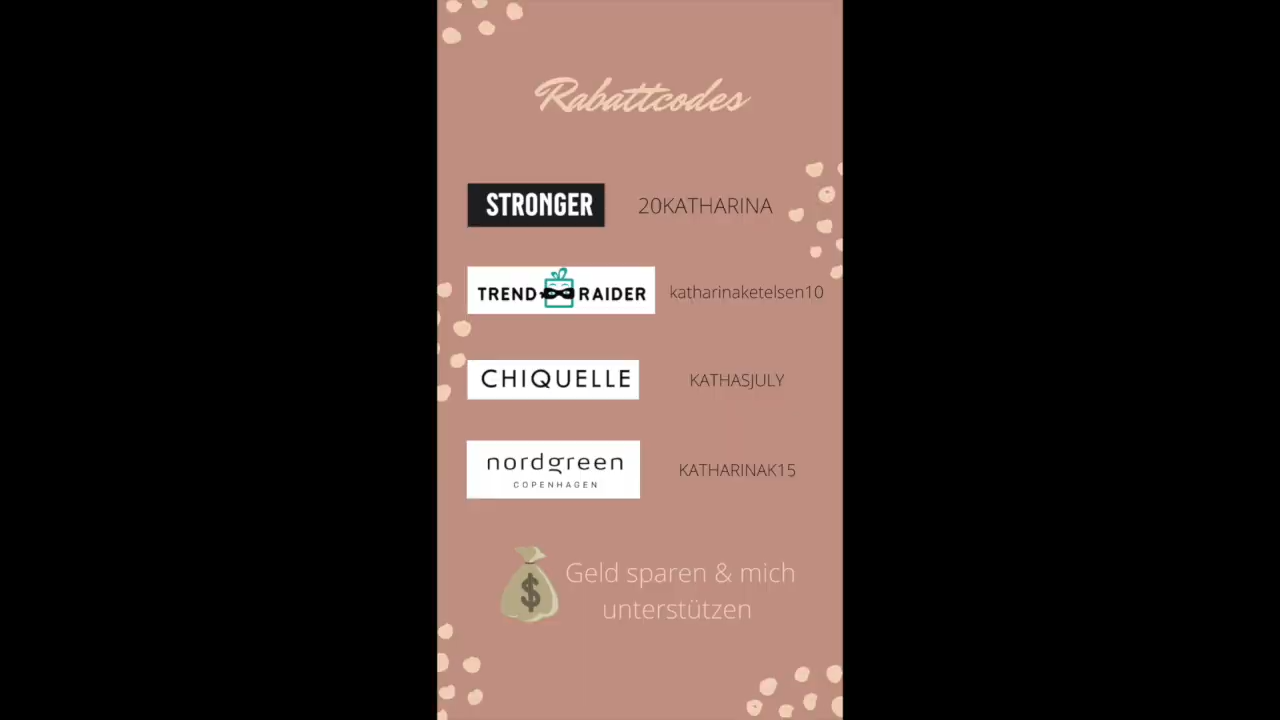 Rabattcodes
STRONGER 20KATHARINA
TREND RAIDER katharinaketelsen10
CHIQUELLE KATHASJULY
nordgreen
COPENHAGEN
KATHARINAK15
$
Geld sparen & mich
unterstützen